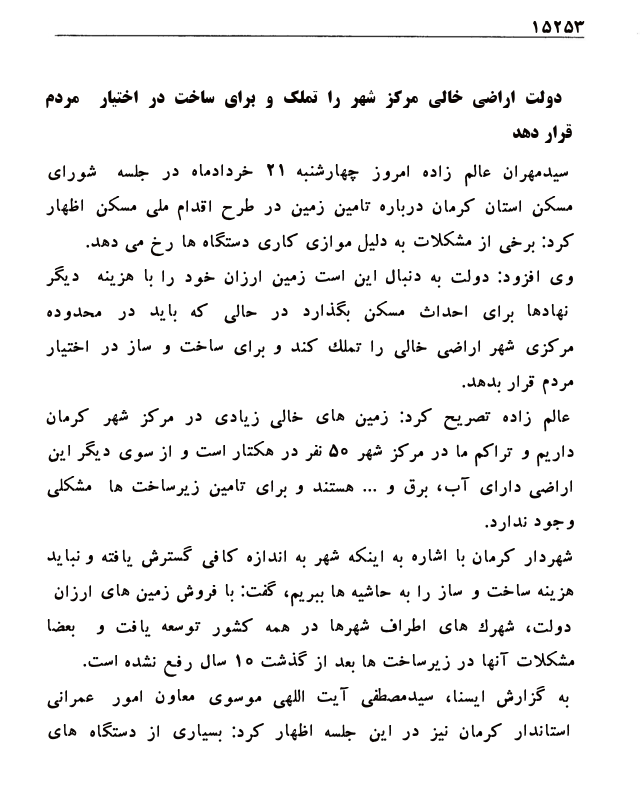 ۱۵۲۵۳
دولت اراضی خالی مرکز شهر را تملک و برای ساخت در اختیار مردم
قرار دهد
سیدمهران عالم زاده امروز چهارشنبه ۲۱ خردادماه در جلسه شورای
مسکن استان کرمان درباره تامین زمین در طرح اقدام ملی مسکن اظهار
کرد: برخی از مشکلات به دلیل موازی کاری دستگاه ها رخ می دهد.
وی افزود: دولت به دنبال این است زمین ارزان خود را با هزینه دیگر
نهادها برای احداث مسکن بگذارد در حالی که باید در محدوده
مرکزی شهر اراضی خالی را تملك کند و برای ساخت و ساز در اختیار
مردم قرار بدهد.
عالم زاده تصریح کرد: زمین های خالی زیادی در مرکز شهر کرمان
داریم و تراکم ما در مرکز شهر ۵۰ نفر در هکتار است و از سوی دیگر این
اراضی دارای آب، برق و ... هستند و برای تامین زیرساخت ها مشکلی
وجود ندارد.
شهردار کرمان با اشاره به اینکه شهر به اندازه کافی گسترش یافته و نباید
هزینه ساخت و ساز را به حاشیه ها ببریم، گفت: با فروش زمین های ارزان
دولت، شهرك های اطراف شهرها در همه کشور توسعه یافت و بعضا
مشکلات آنها در زیرساخت ها بعد از گذشت ۱۰ سال رفع نشده است.
به گزارش ایسنا، سیدمصطفی آیت اللهی موسوی معاون امور عمرانی
استاندار کرمان نیز در این جلسه اظهار کرد: بسیاری از دستگاه های